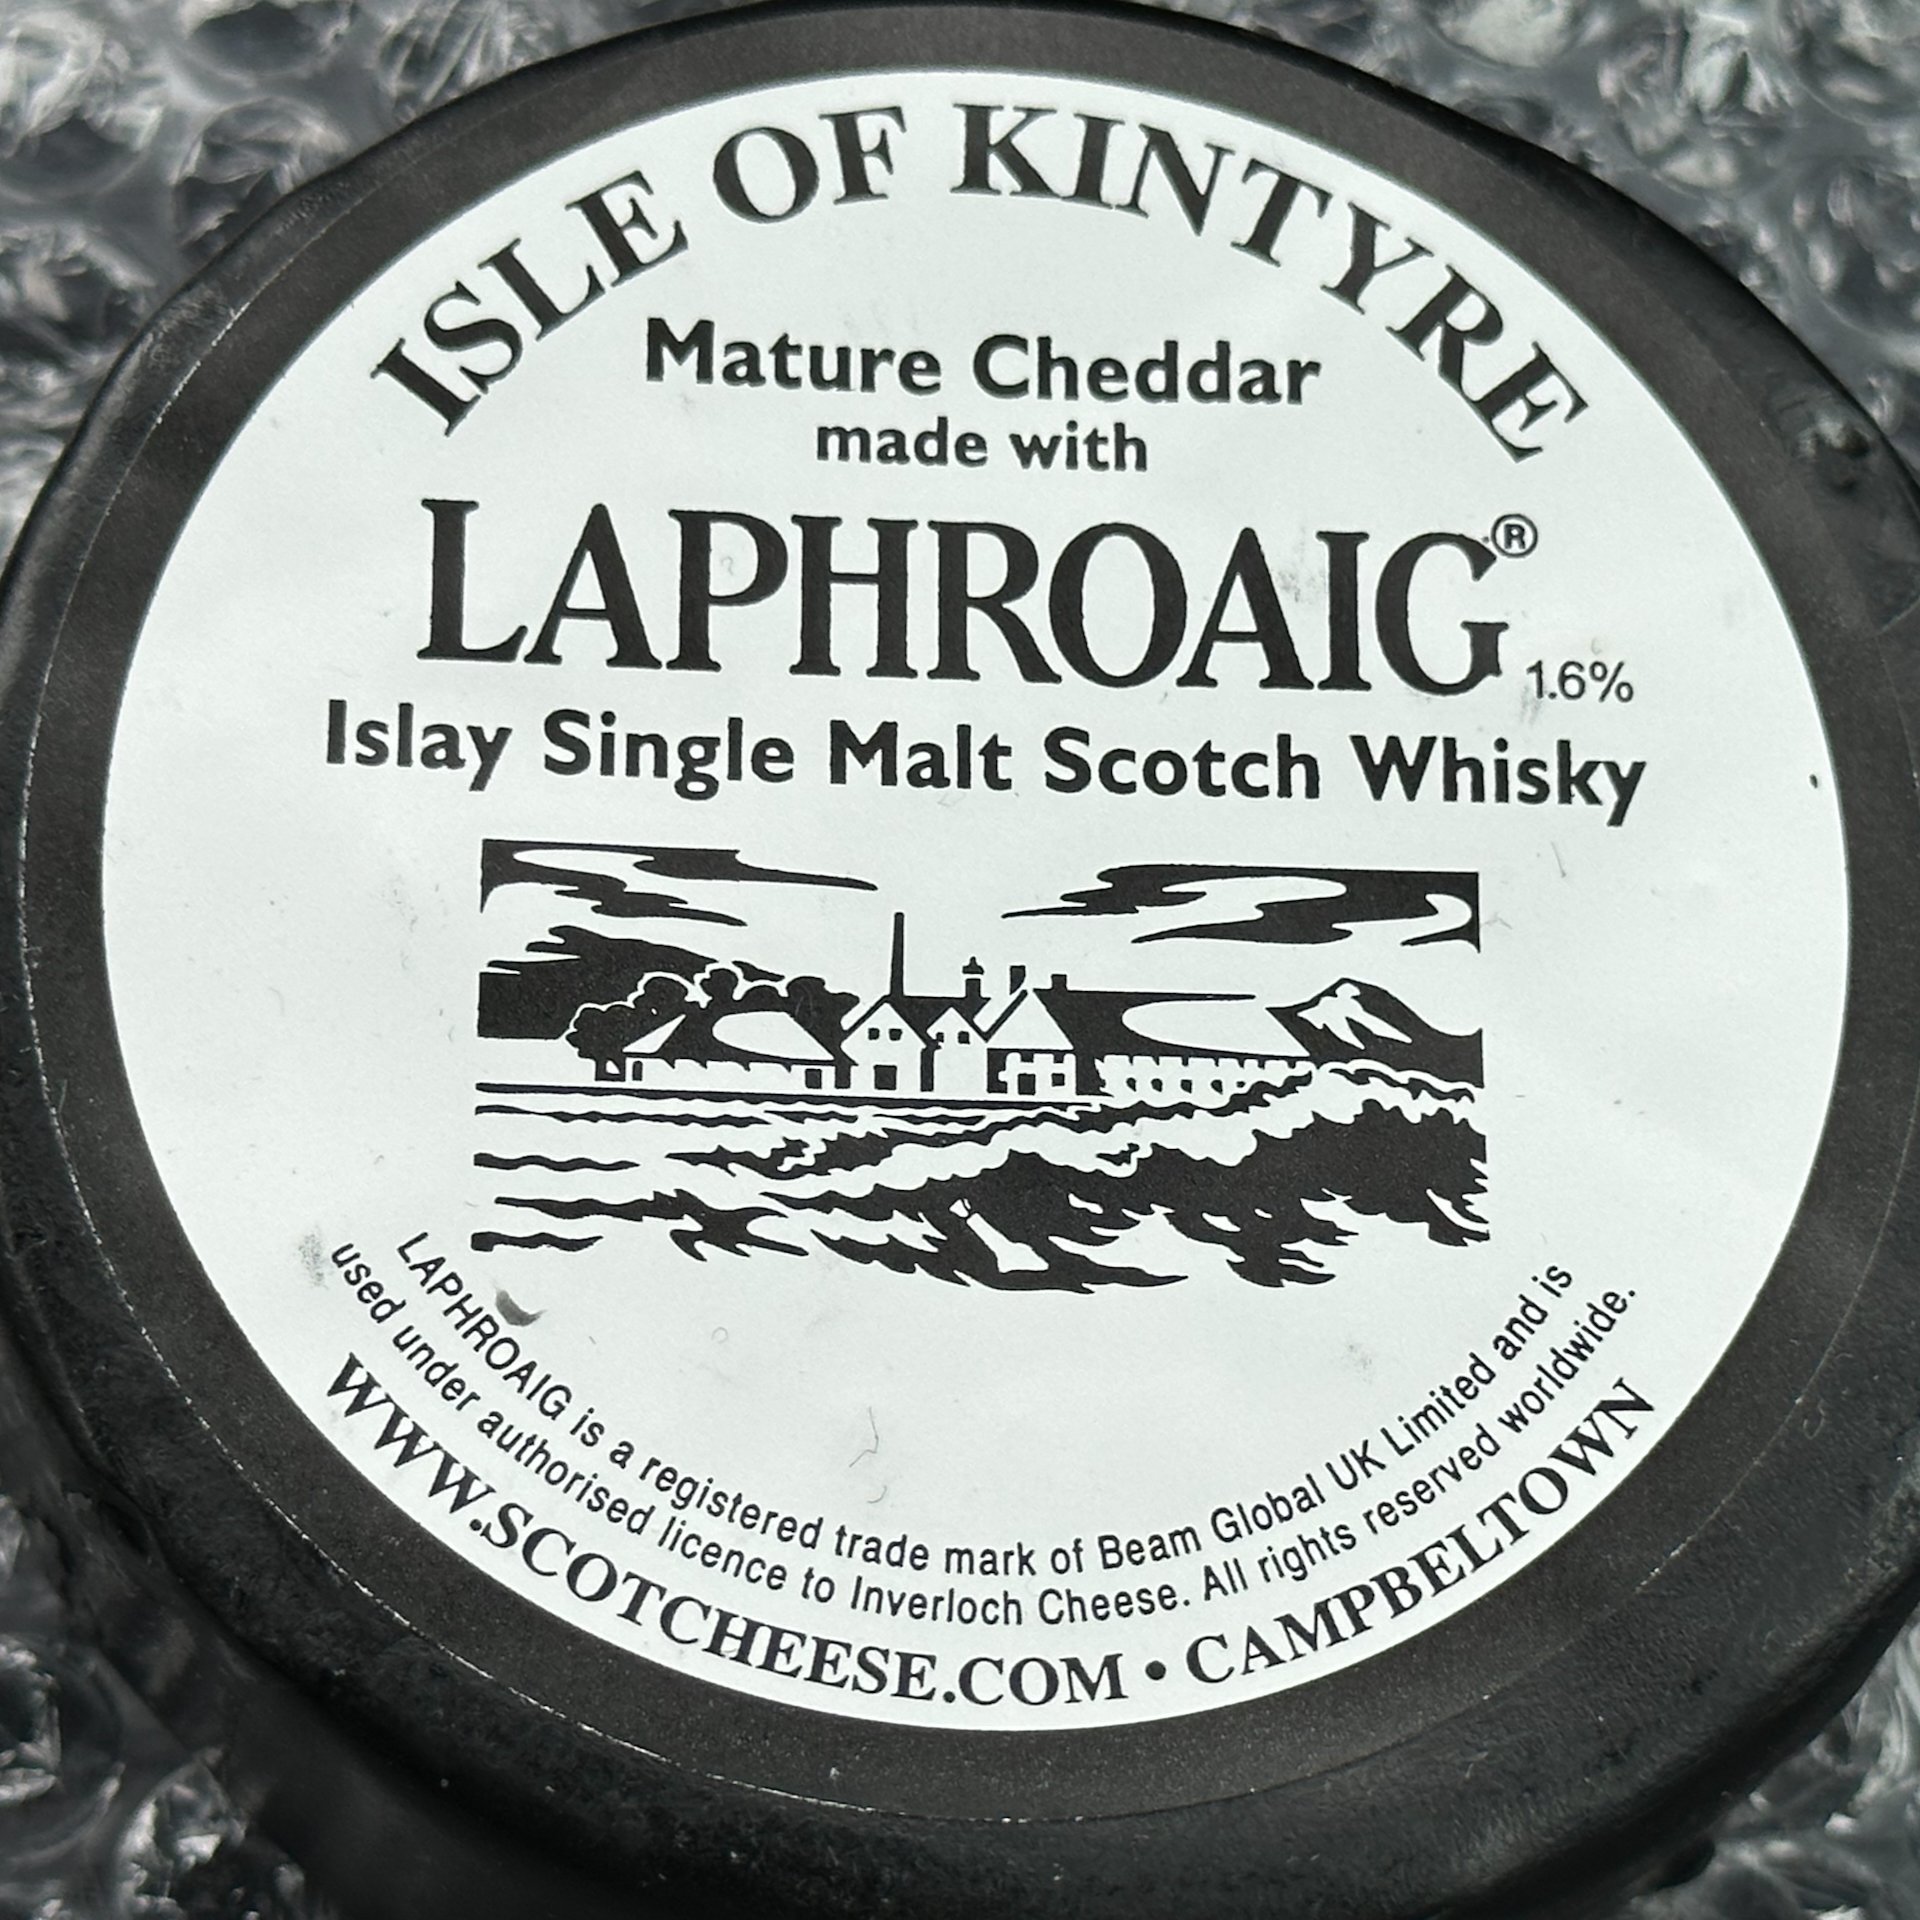 ISLE OF KINTYRE
Mature Cheddar
made with
LAPHROAIG®
1.6%
Islay Single Malt Scotch Whisky
LAPHROAIG is a registered trade mark of Beam Global UK Limited and is
used under authorised licence to Inverloch Cheese. All rights reserved worldwide.
WWW.SCOTCHEESE.COM • CAMPBELTOWN